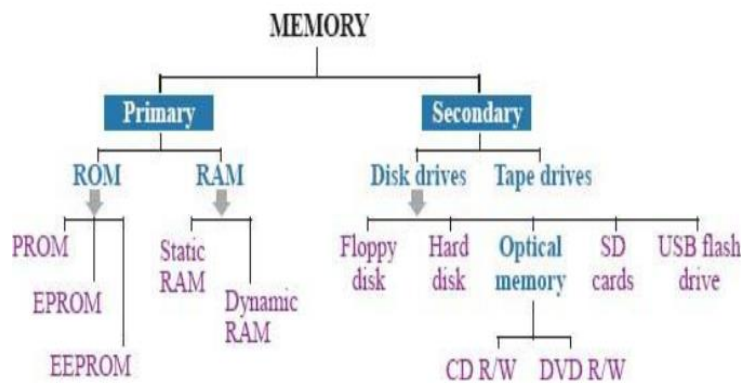 MEMORY
Primary
Secondary
ROM
RAM
Disk drives
Tape drives
PROM
EPROM
EEPROM
Static
RAM
Dynamic
RAM
Floppy
disk
Hard
disk
Optical
memory
SD
cards
USB flash
drive
CD R/W
DVD R/W